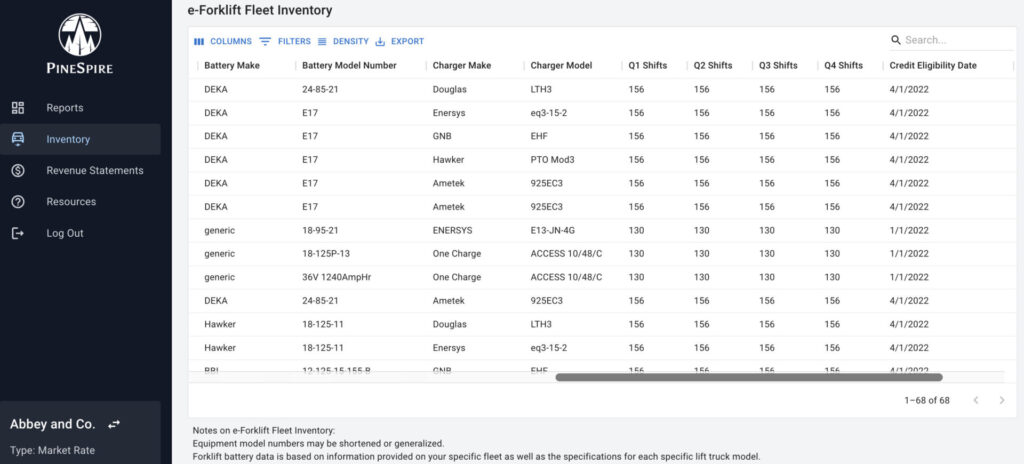 e-Forklift Fleet Inventory
PINESPIRE
Reports
Inventory
Revenue Statements
Resources
Log Out
Abbey and Co.
Type: Market Rate
COLUMNS FILTERS DENSITY EXPORT Search...
Battery Make Battery Model Number Charger Make Charger Model Q1 Shifts Q2 Shifts Q3 Shifts Q4 Shifts Credit Eligibility Date
DEKA 24-85-21 Douglas LTH3 156 156 156 156 4/1/2022
DEKA E17 Enersys eq3-15-2 156 156 156 156 4/1/2022
DEKA E17 GNB EHF 156 156 156 156 4/1/2022
DEKA E17 Hawker PTO Mod3 156 156 156 156 4/1/2022
DEKA E17 Ametek 925EC3 156 156 156 156 4/1/2022
DEKA E17 Ametek 925EC3 156 156 156 156 4/1/2022
generic 18-95-21 ENERSYS E13-JN-4G 130 130 130 130 1/1/2022
generic 18-125P-13 One Charge ACCESS 10/48/C 130 130 130 130 1/1/2022
generic 36V 1240AmpHr One Charge ACCESS 10/48/C 130 130 130 130 1/1/2022
DEKA 24-85-21 Ametek 925EC3 156 156 156 156 4/1/2022
Hawker 18-125-11 Douglas LTH3 156 156 156 156 4/1/2022
Hawker 18-125-11 Enersys eq3-15-2 156 156 156 156 4/1/2022
GNB EHF 156 156 156 156 4/1/2022
1–68 of 68
Notes on e-Forklift Fleet Inventory:
Equipment model numbers may be shortened or generalized.
Forklift battery data is based on information provided on your specific fleet as well as the specifications for each specific lift truck model.